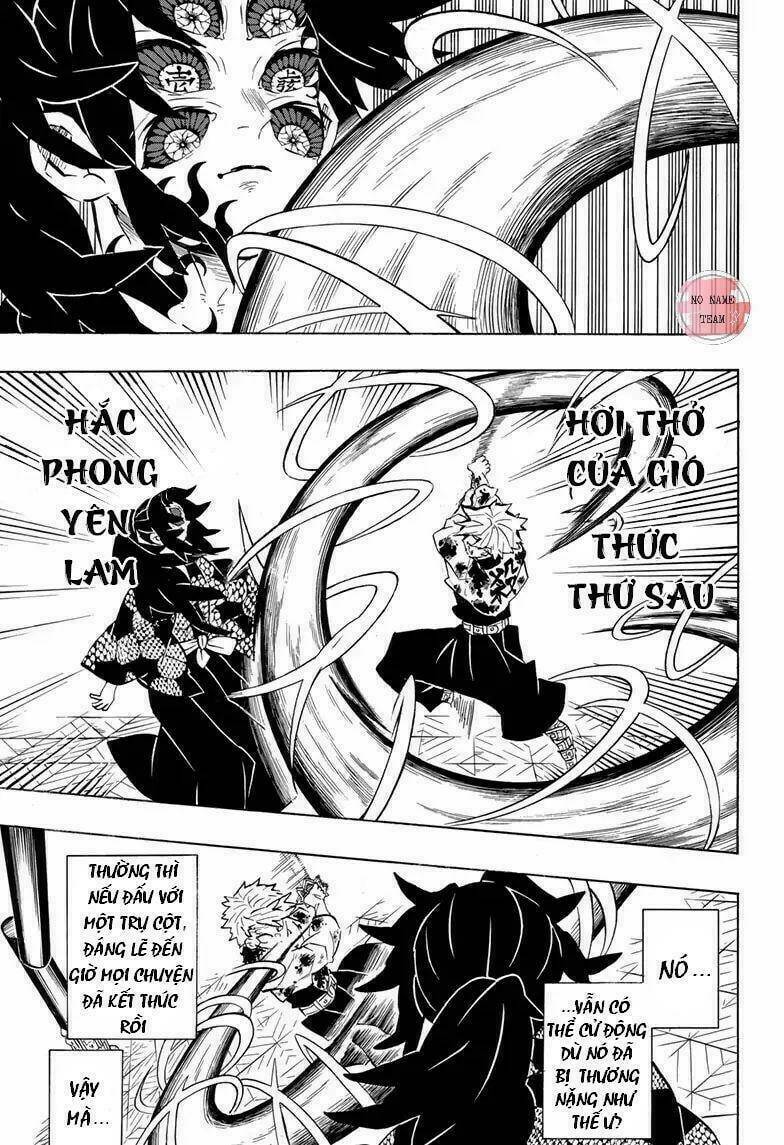 壱
NO NAME
TEAM
HƠI THỞ
CỦA GIÓ
THỨC
THỨ SÁU
HẮC
PHONG
YÊN
LAM
NÓ ...
...VẪN CÓ
THỂ CỬ ĐỘNG
DÙ NÓ ĐÃ
BỊ THƯƠNG
NẶNG NHƯ
THẾ Ư?
THƯỜNG THÌ
NẾU ĐẤU VỚI
MỘT TRỤ CỘT,
ĐÁNG LẼ ĐẾN
GIỜ MỌI CHUYỆN
ĐÃ KẾT THÚC
RỒI
VẬY
MÀ...